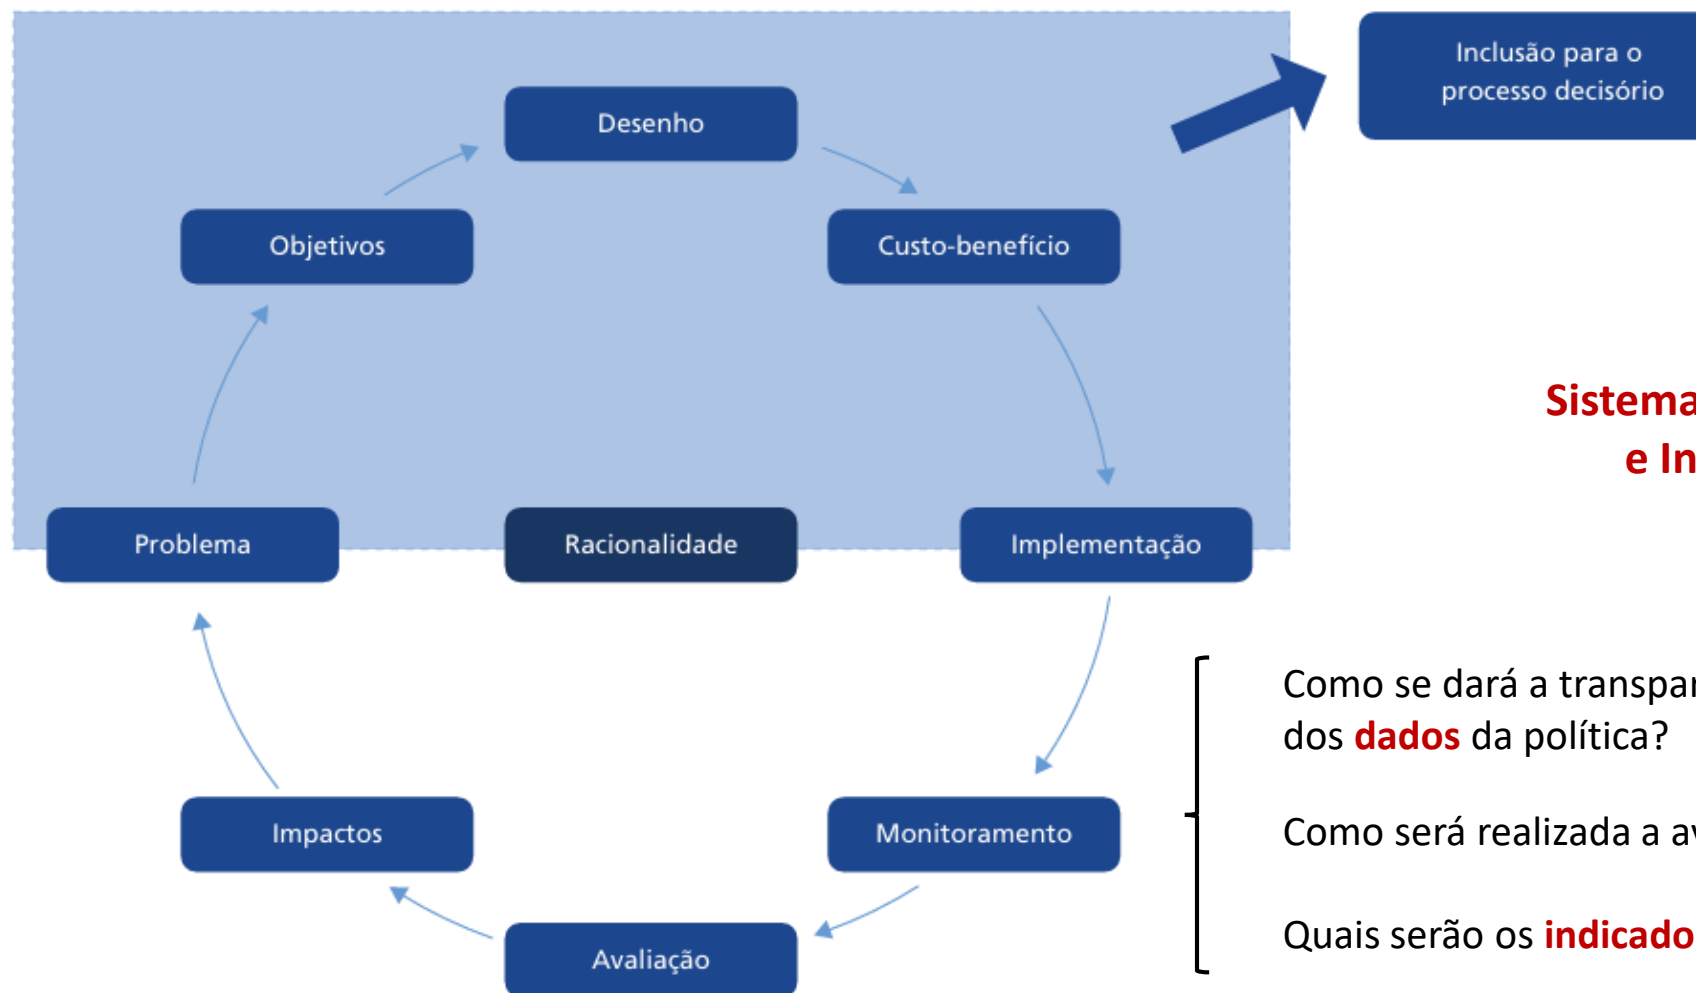 Inclusão para o
processo decisório
Desenho
Objetivos
Custo-benefício
Sistema
e In
Problema
Racionalidade
Implementação
Como se dará a transpar
dos dados da política?
Impactos
Monitoramento
Como será realizada a av
Avaliação
Quais serão os indicado